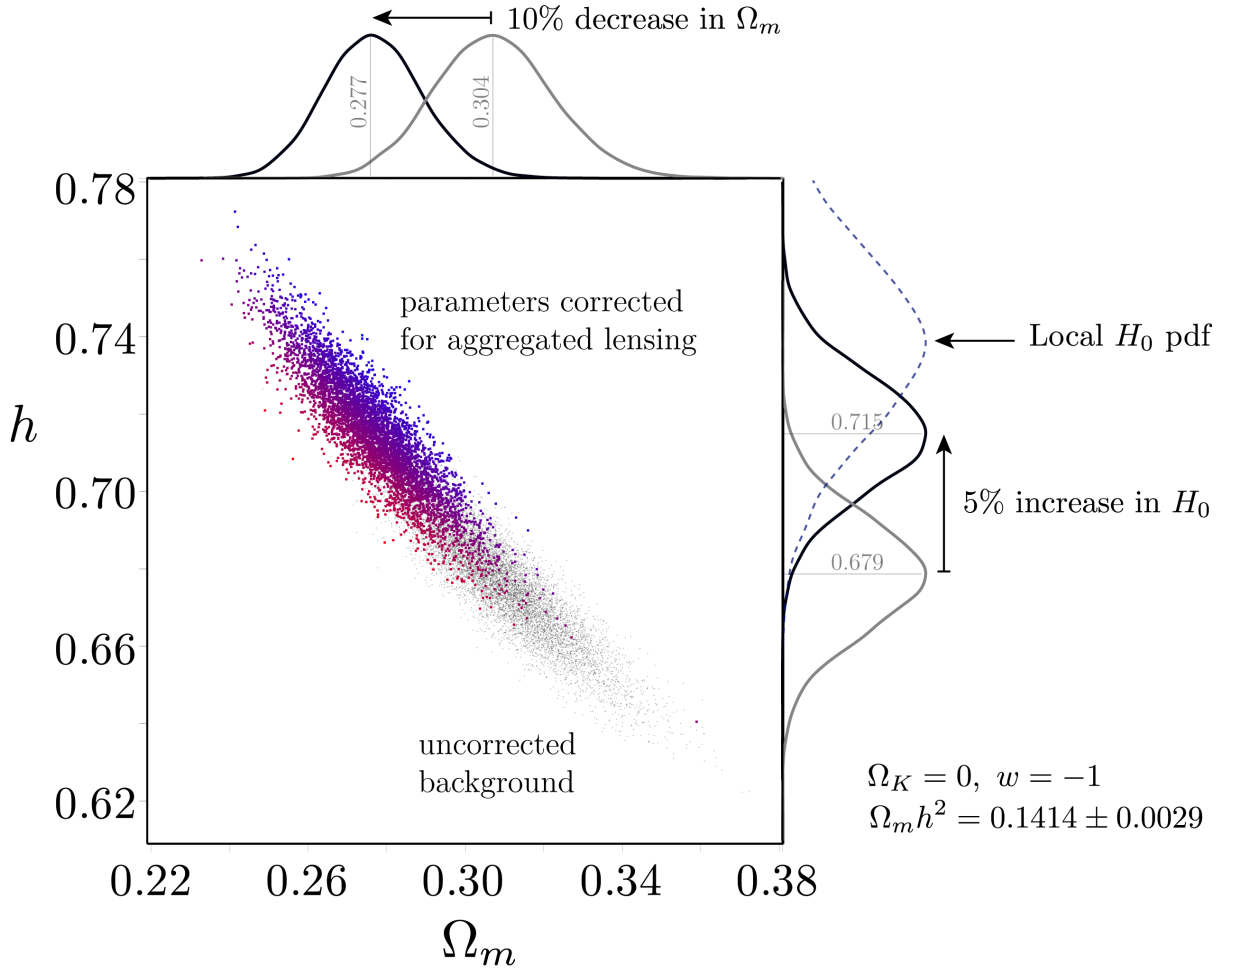 10% decrease in Ωₘ
0.277
0.304
0.78
0.74
0.70
0.66
0.62
h
parameters corrected
for aggregated lensing
uncorrected
background
Local H₀ pdf
0.715
5% increase in H₀
0.679
Ω_K = 0, w = −1
Ωₘh² = 0.1414 ± 0.0029
0.22
0.26
0.30
0.34
0.38
Ωₘ